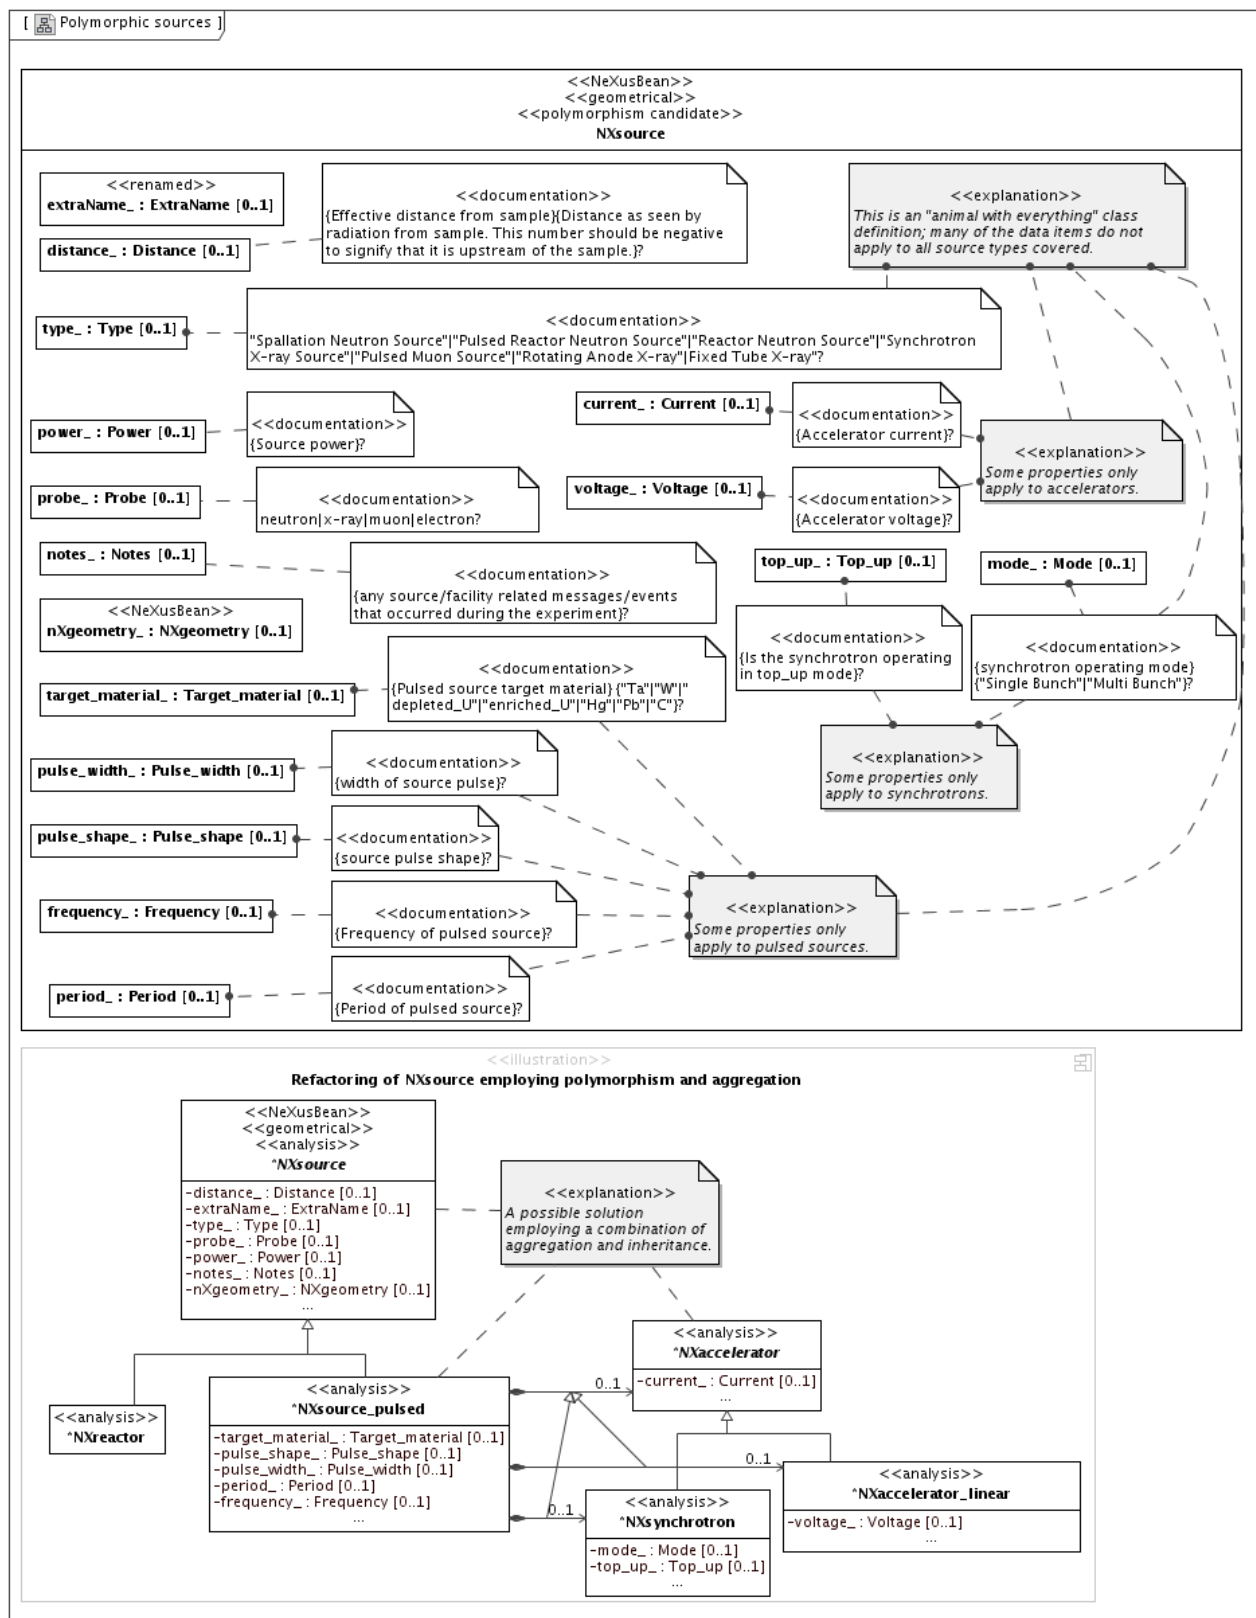 [ Polymorphic sources ]
<<NeXusBean>>
<<geometrical>>
<<polymorphism candidate>>
NXsource
<<renamed>>
extraName_ : ExtraName [0..1]
distance_ : Distance [0..1]
<<documentation>>
{Effective distance from sample}{Distance as seen by
radiation from sample. This number should be negative
to signify that it is upstream of the sample.}?
<<explanation>>
This is an "animal with everything" class
definition; many of the data items do not
apply to all source types covered.
type_ : Type [0..1]
<<documentation>>
"Spallation Neutron Source"|"Pulsed Reactor Neutron Source"|"Reactor Neutron Source"|"Synchrotron
X-ray Source"|"Pulsed Muon Source"|"Rotating Anode X-ray"|Fixed Tube X-ray"?
power_ : Power [0..1]
<<documentation>>
{Source power}?
current_ : Current [0..1]
<<documentation>>
{Accelerator current}?
<<explanation>>
Some properties only
apply to accelerators.
probe_ : Probe [0..1]
<<documentation>>
neutron|x-ray|muon|electron?
voltage_ : Voltage [0..1]
<<documentation>>
{Accelerator voltage}?
notes_ : Notes [0..1]
<<documentation>>
{any source/facility related messages/events
that occurred during the experiment}?
top_up_ : Top_up [0..1]
mode_ : Mode [0..1]
<<NeXusBean>>
nXgeometry_ : NXgeometry [0..1]
<<documentation>>
{Is the synchrotron operating
in top_up mode}?
<<documentation>>
{synchrotron operating mode}
{"Single Bunch"|"Multi Bunch"}?
target_material_ : Target_material [0..1]
<<documentation>>
{Pulsed source target material} {"Ta"|"W"|"
depleted_U"|"enriched_U"|"Hg"|"Pb"|"C"}?
<<explanation>>
Some properties only
apply to synchrotrons.
pulse_width_ : Pulse_width [0..1]
<<documentation>>
{width of source pulse}?
pulse_shape_ : Pulse_shape [0..1]
<<documentation>>
{source pulse shape}?
frequency_ : Frequency [0..1]
<<documentation>>
{Frequency of pulsed source}?
<<explanation>>
Some properties only
apply to pulsed sources.
period_ : Period [0..1]
<<documentation>>
{Period of pulsed source}?
<<illustration>>
Refactoring of NXsource employing polymorphism and aggregation
<<NeXusBean>>
<<geometrical>>
<<analysis>>
*NXsource
-distance_ : Distance [0..1]
-extraName_ : ExtraName [0..1]
-type_ : Type [0..1]
-probe_ : Probe [0..1]
-power_ : Power [0..1]
-notes_ : Notes [0..1]
-nXgeometry_ : NXgeometry [0..1]
...
<<explanation>>
A possible solution
employing a combination of
aggregation and inheritance.
<<analysis>>
*NXaccelerator
-current_ : Current [0..1]
...
<<analysis>>
*NXreactor
<<analysis>>
*NXsource_pulsed
-target_material_ : Target_material [0..1]
-pulse_shape_ : Pulse_shape [0..1]
-pulse_width_ : Pulse_width [0..1]
-period_ : Period [0..1]
-frequency_ : Frequency [0..1]
...
0..1
0..1
0..1
<<analysis>>
*NXsynchrotron
-mode_ : Mode [0..1]
-top_up_ : Top_up [0..1]
...
<<analysis>>
*NXaccelerator_linear
-voltage_ : Voltage [0..1]
...